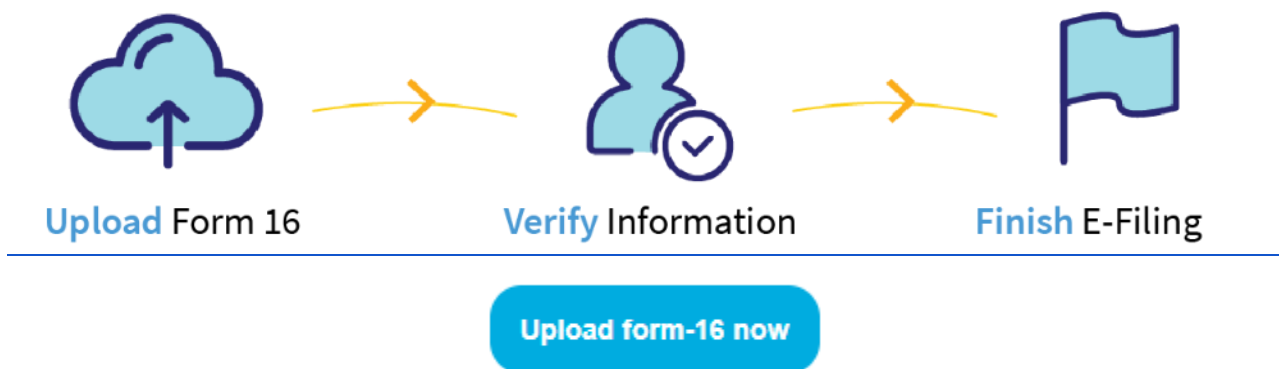 Upload Form 16
Verify Information
Finish E-Filing
Upload form-16 now